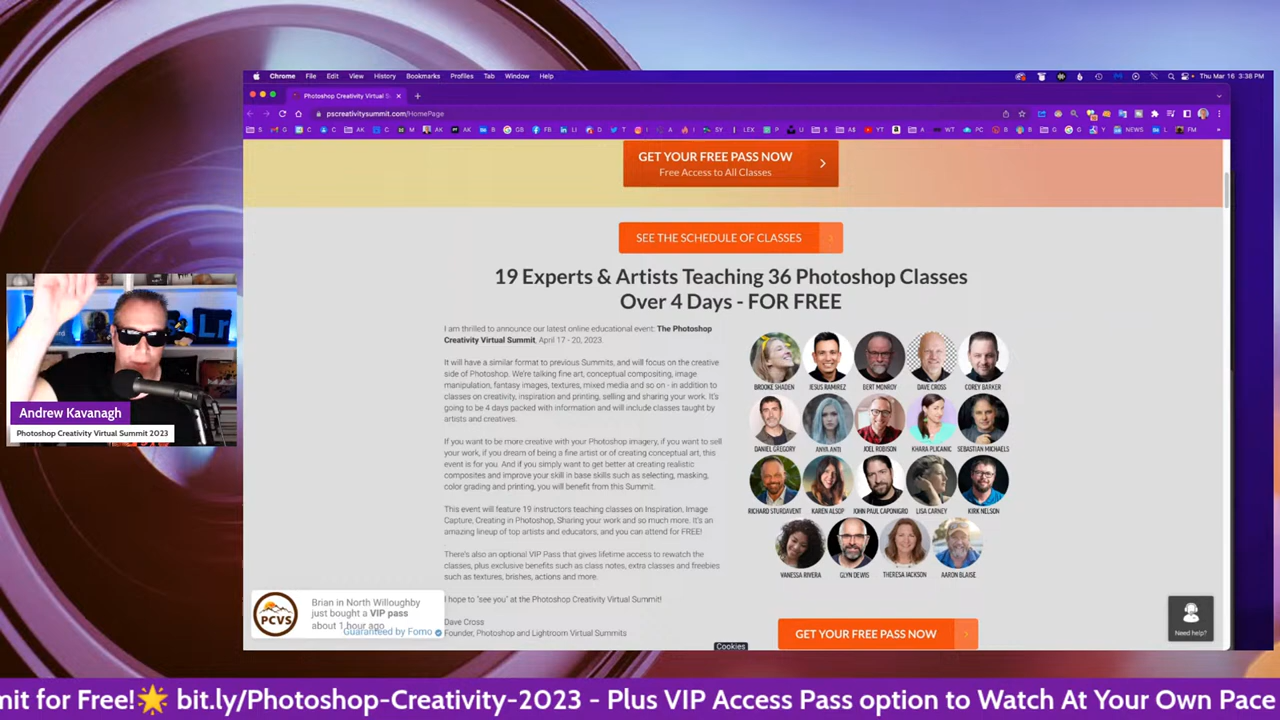 Chrome File Edit View History Bookmarks Profiles Tab Window Help
Thu Mar 16 3:38 PM
Photoshop Creativity Virtual S
pscreativitysummit.com/HomePage
GET YOUR FREE PASS NOW
Free Access to All Classes
SEE THE SCHEDULE OF CLASSES
19 Experts & Artists Teaching 36 Photoshop Classes
Over 4 Days - FOR FREE
I am thrilled to announce our latest online educational event: The Photoshop
Creativity Virtual Summit, April 17 - 20, 2023.
It will have a similar format to previous Summits, and will focus on the creative
side of Photoshop. We're talking fine art, conceptual compositing, image
manipulation, fantasy images, textures, mixed media and so on - in addition to
classes on creativity, inspiration and printing, selling and sharing your work. It's
going to be 4 days packed with information and will include classes taught by
artists and creatives.
If you want to be more creative with your Photoshop imagery, if you want to sell
your work, if you dream of being a fine artist or of creating conceptual art, this
event is for you. And if you simply want to get better at creating realistic
composites and improve your skill in base skills such as selecting, masking,
color grading and printing, you will benefit from this Summit.
This event will feature 19 instructors teaching classes on Inspiration, Image
Capture, Creating in Photoshop, Sharing your work and so much more. It's an
amazing lineup of top artists and educators, and you can attend for FREE!
There's also an optional VIP Pass that gives lifetime access to rewatch the
classes, plus exclusive benefits such as class notes, extra classes and freebies
such as textures, brishes, actions and more.
I hope to "see you" at the Photoshop Creativity Virtual Summit!
Dave Cross
Founder, Photoshop and Lightroom Virtual Summits
BROOKE SHADEN JESUS RAMIREZ BERT MONROY DAVE CROSS COREY BARKER
DANIEL GREGORY ANYA ANTI JOEL ROBISON KHARA PLICANIC SEBASTIAN MICHAELS
RICHARD STURDEVANT KAREN ALSOP JOHN PAUL CAPONIGRO LISA CARNEY KIRK NELSON
VANESSA RIVERA GLYN DEWIS THERESA JACKSON AARON BLAISE
GET YOUR FREE PASS NOW
PCVS
Brian in North Willoughby
just bought a VIP pass
about 1 hour ago
Guaranteed by Fomo
Cookies
Need help?
Andrew Kavanagh
Photoshop Creativity Virtual Summit 2023
mit for Free!🌟 bit.ly/Photoshop-Creativity-2023 - Plus VIP Access Pass option to Watch At Your Own Pace